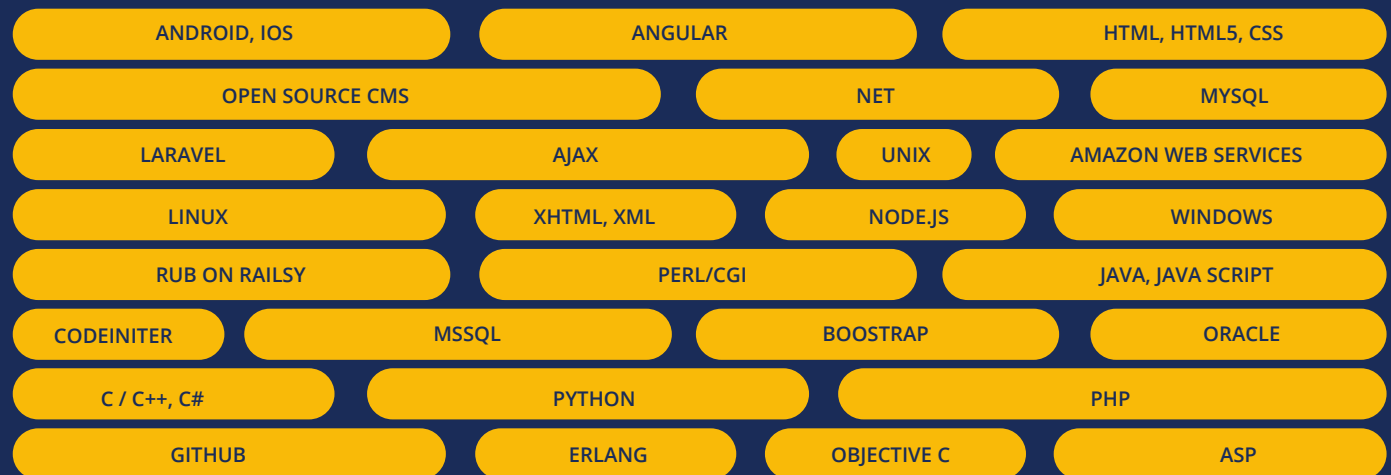 ANDROID, IOS ANGULAR HTML, HTML5, CSS
OPEN SOURCE CMS NET MYSQL
LARAVEL AJAX UNIX AMAZON WEB SERVICES
LINUX XHTML, XML NODE.JS WINDOWS
RUB ON RAILSY PERL/CGI JAVA, JAVA SCRIPT
CODEINITER MSSQL BOOSTRAP ORACLE
C / C++, C# PYTHON PHP
GITHUB ERLANG OBJECTIVE C ASP